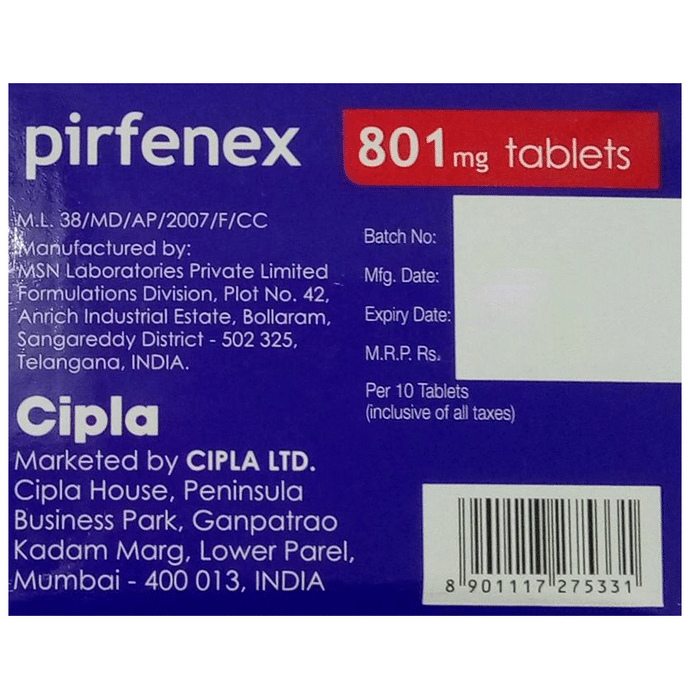 pirfenex
801 mg tablets
M.L. 38/MD/AP/2007/F/CC
Manufactured by:
MSN Laboratories Private Limited
Formulations Division, Plot No. 42,
Anrich Industrial Estate, Bollaram,
Sangareddy District - 502 325,
Telangana, INDIA.
Cipla
Marketed by CIPLA LTD.
Cipla House, Peninsula
Business Park, Ganpatrao
Kadam Marg, Lower Parel,
Mumbai - 400 013, INDIA
Batch No:
Mfg. Date:
Expiry Date:
M.R.P. Rs.
Per 10 Tablets
(inclusive of all taxes)
8 901117 275331